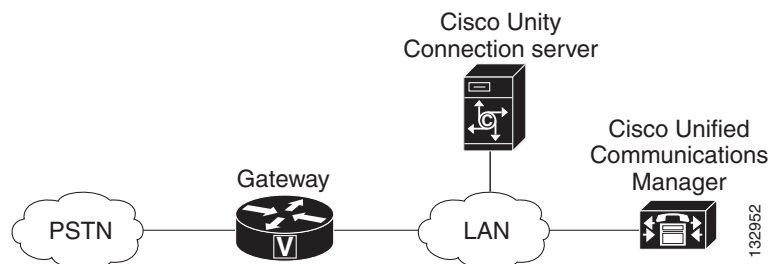 Cisco Unity
Connection server
C
Cisco Unified
Communications
Manager
Gateway
PSTN
V
LAN
132952